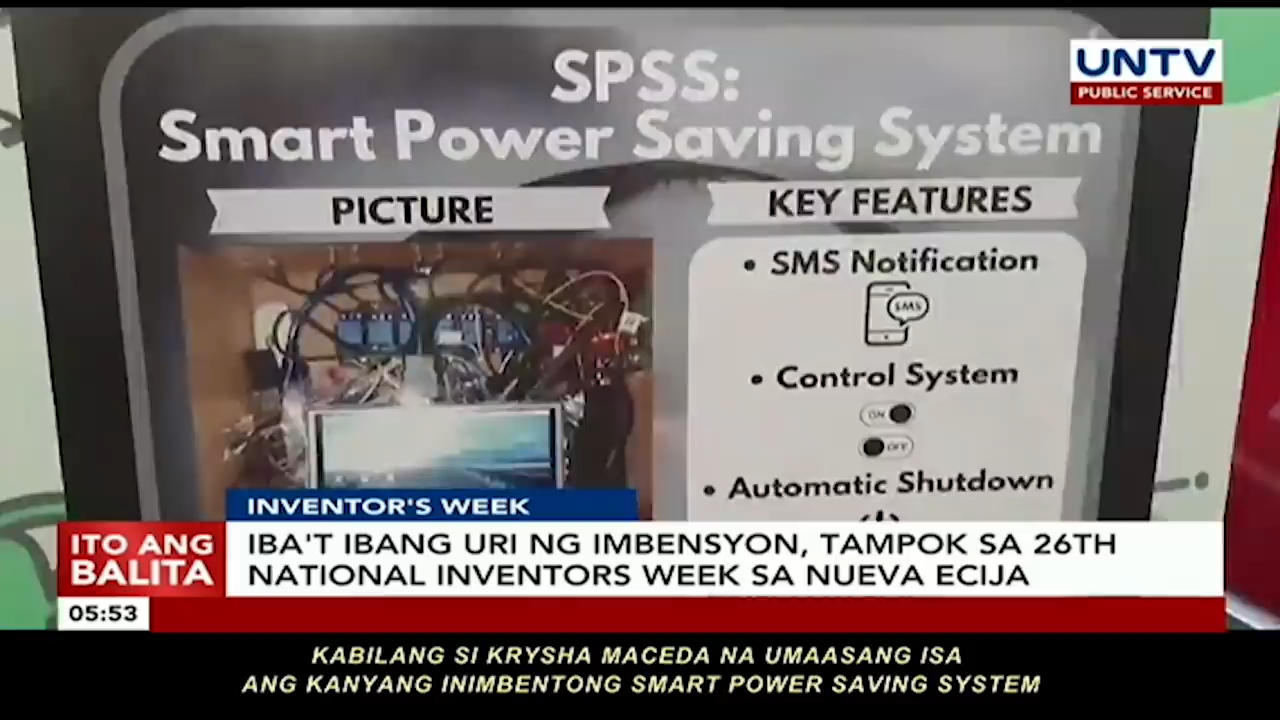 SPSS:
Smart Power Saving System
UNTV
PUBLIC SERVICE
PICTURE
KEY FEATURES
• SMS Notification
SMS
• Control System
ON
OFF
• Automatic Shutdown
INVENTOR'S WEEK
ITO ANG
BALITA
IBA'T IBANG URI NG IMBENSYON, TAMPOK SA 26TH
NATIONAL INVENTORS WEEK SA NUEVA ECIJA
05:53
KABILANG SI KRYSHA MACEDA NA UMAASANG ISA
ANG KANYANG INIMBENTONG SMART POWER SAVING SYSTEM